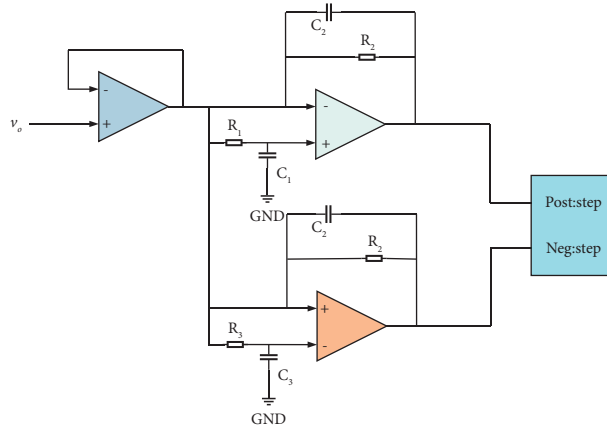 C₂
R₂
-
+
vₒ
-
+
R₁
C₁
GND
Post:step
Neg:step
C₂
R₂
+
-
R₃
C₃
GND